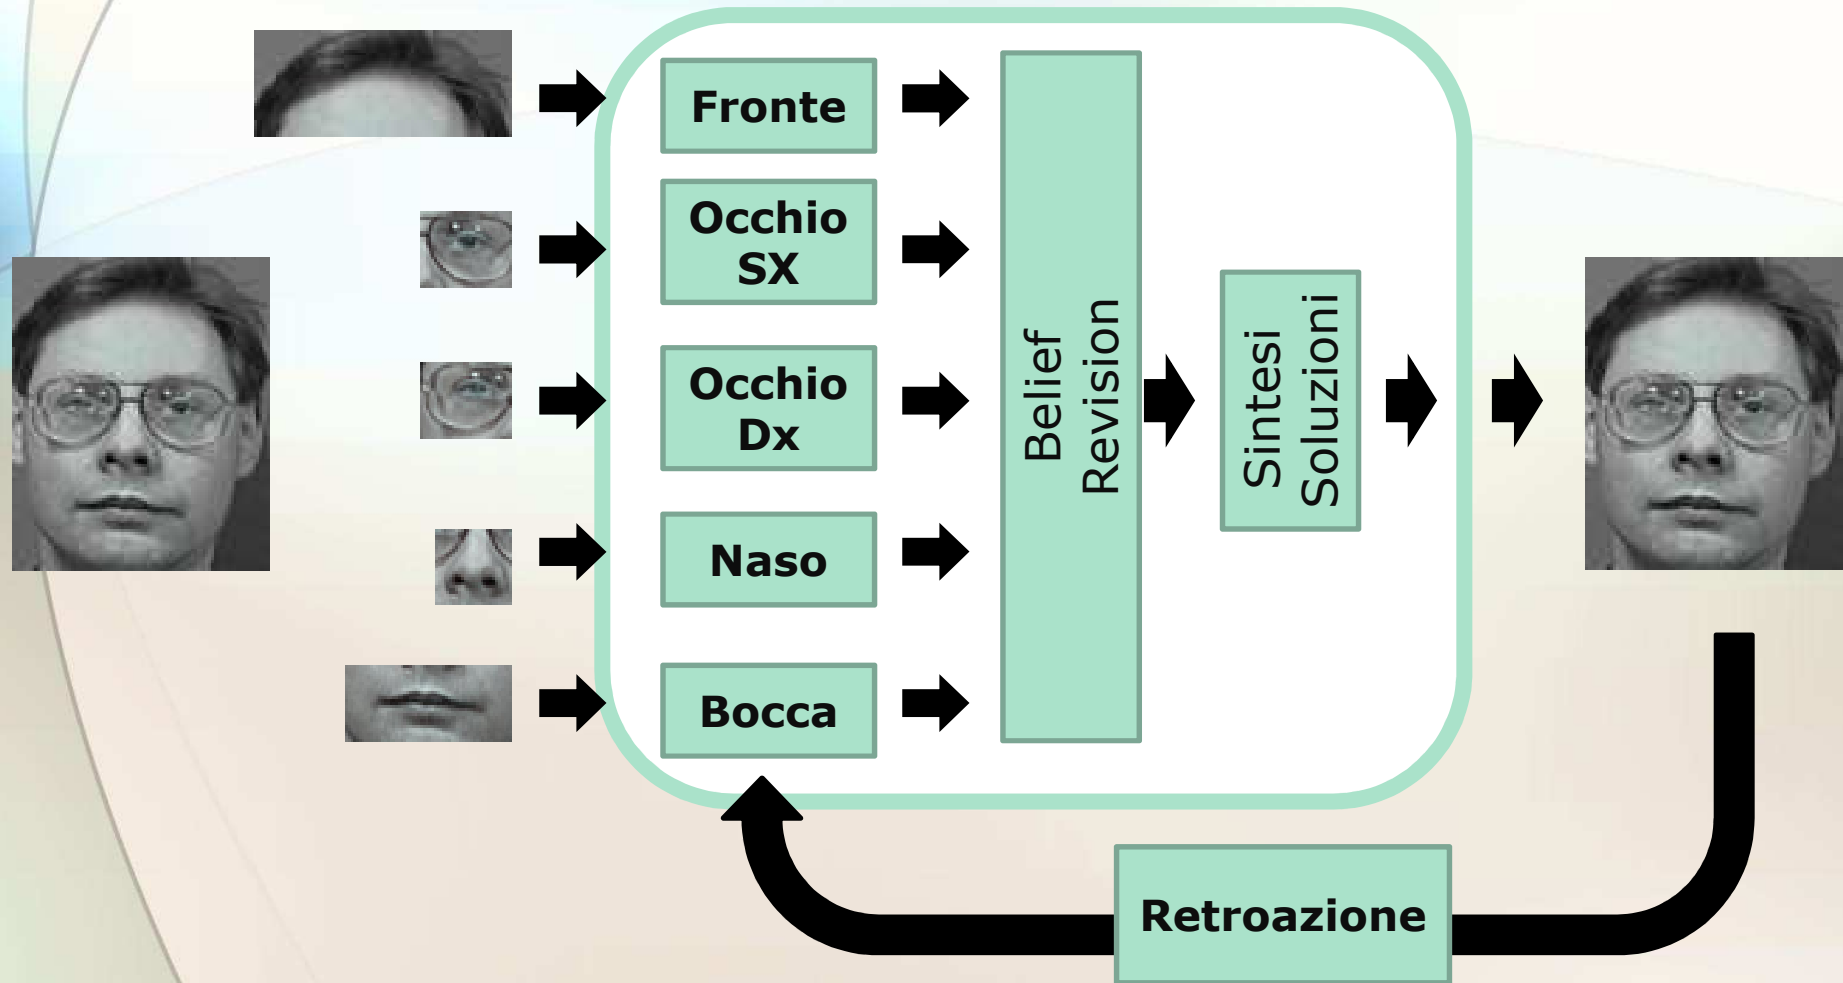 Fronte
Occhio
SX
Occhio
Dx
Naso
Bocca
Belief
Revision
Sintesi
Soluzioni
Retroazione